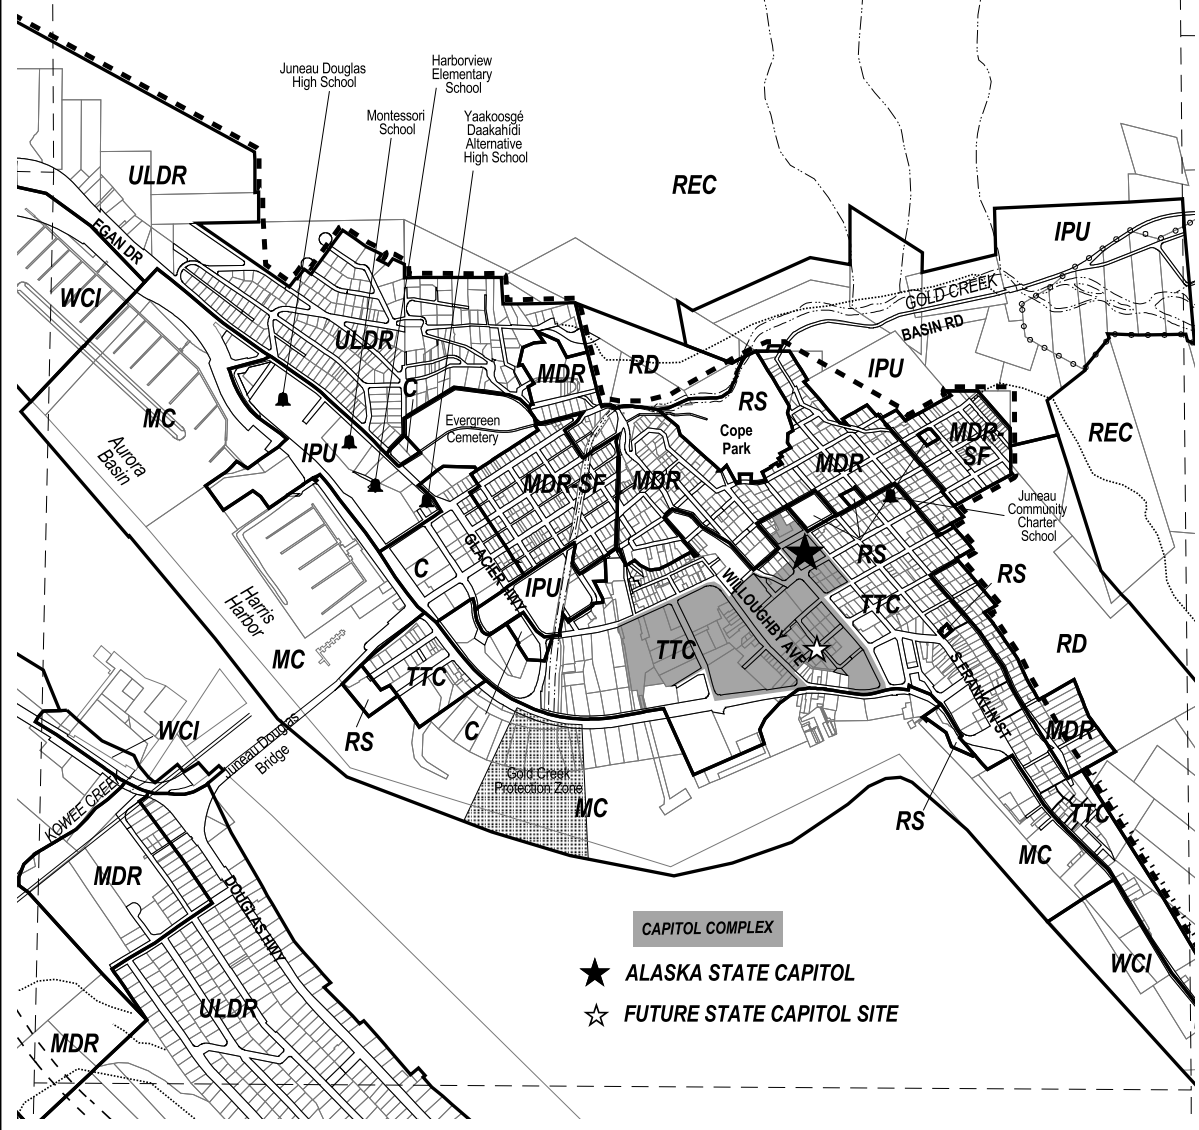 Juneau Douglas
High School
Harborview
Elementary
School
Montessori
School
Yaakoosgé
Daakahídi
Alternative
High School
ULDR
REC
IPU
EGAN DR
WCI
GOLD CREEK
BASIN RD
ULDR
MDR
RD
IPU
C
RS
MC
Evergreen
Cemetery
Cope
Park
MDR-
SF
REC
Aurora
Basin
IPU
MDR-SF
MDR
MDR
Juneau
Community
Charter
School
C
GLACIER HWY
IPU
RS
RS
WILLOUGHBY AVE
Harris
Harbor
TTC
MC
TTC
TTC
S FRANKLIN ST
RD
WCI
RS
C
MDR
Juneau Douglas
Bridge
Gold Creek
Protection Zone
MC
KOWEE CREEK
RS
TTC
MC
MDR
DOUGLAS HWY
CAPITOL COMPLEX
ALASKA STATE CAPITOL
WCI
ULDR
FUTURE STATE CAPITOL SITE
MDR